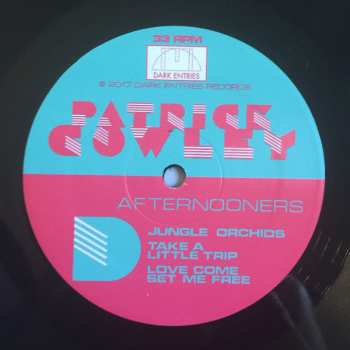 33 RPM
DARK ENTRIES
© 2017 DARK ENTRIES RECORDS
PATRICK
COWLEY
AFTERNOONERS
D
JUNGLE ORCHIDS
TAKE A
LITTLE TRIP
LOVE COME
SET ME FREE